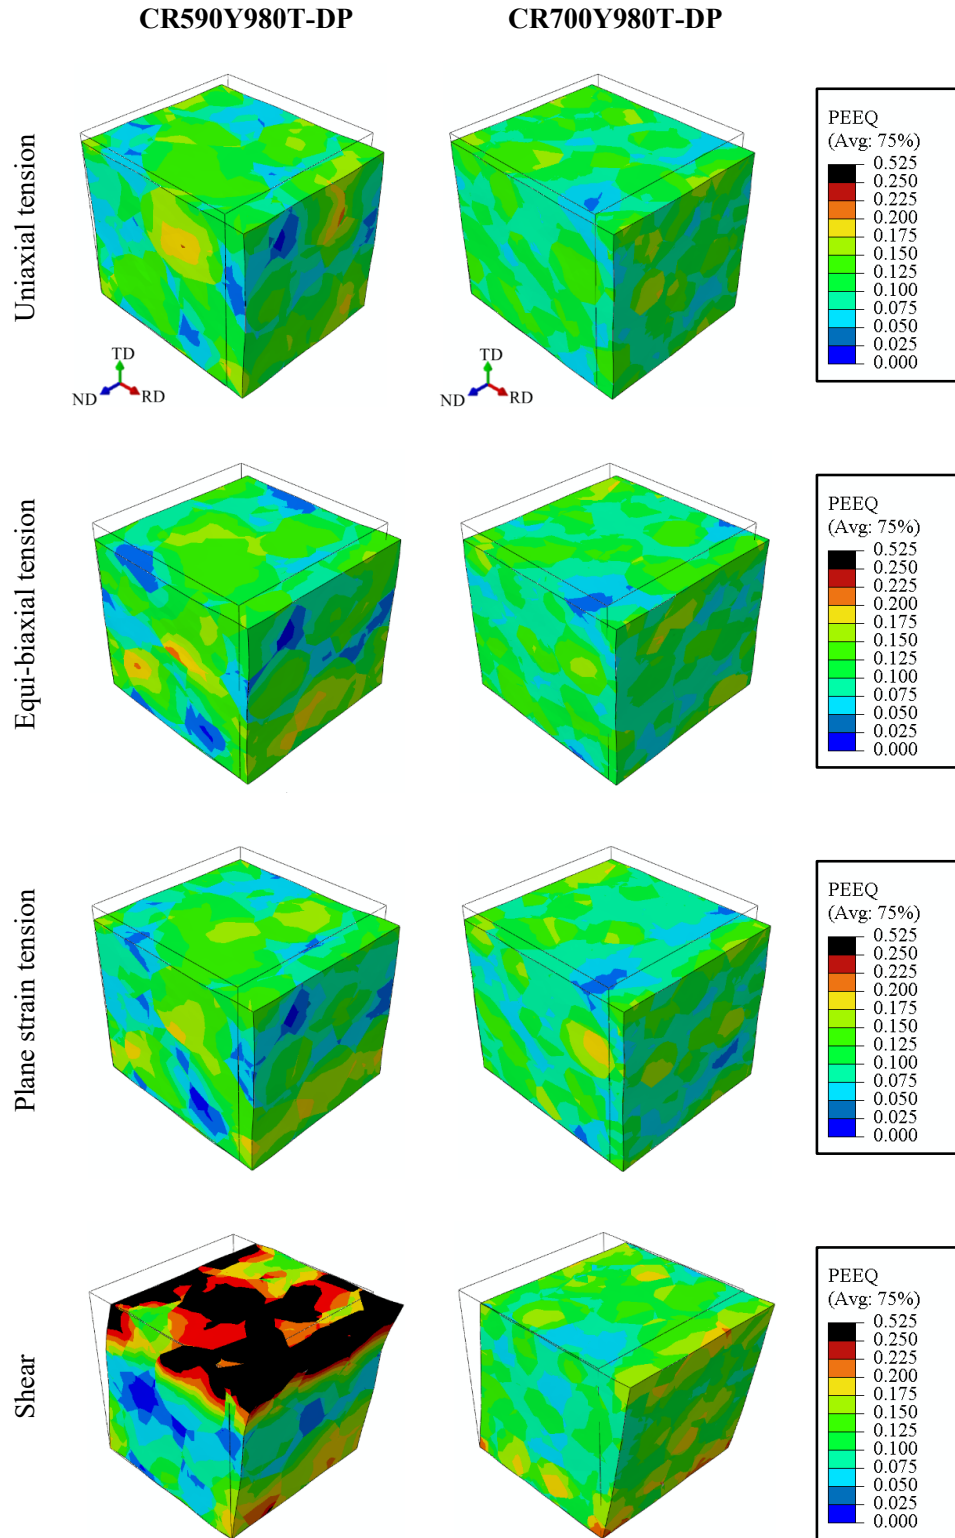 CR590Y980T-DP
CR700Y980T-DP
Uniaxial tension
TD
ND
RD
TD
ND
RD
PEEQ
(Avg: 75%)
0.525
0.250
0.225
0.200
0.175
0.150
0.125
0.100
0.075
0.050
0.025
0.000
Equi-biaxial tension
PEEQ
(Avg: 75%)
0.525
0.250
0.225
0.200
0.175
0.150
0.125
0.100
0.075
0.050
0.025
0.000
Plane strain tension
PEEQ
(Avg: 75%)
0.525
0.250
0.225
0.200
0.175
0.150
0.125
0.100
0.075
0.050
0.025
0.000
Shear
PEEQ
(Avg: 75%)
0.525
0.250
0.225
0.200
0.175
0.150
0.125
0.100
0.075
0.050
0.025
0.000